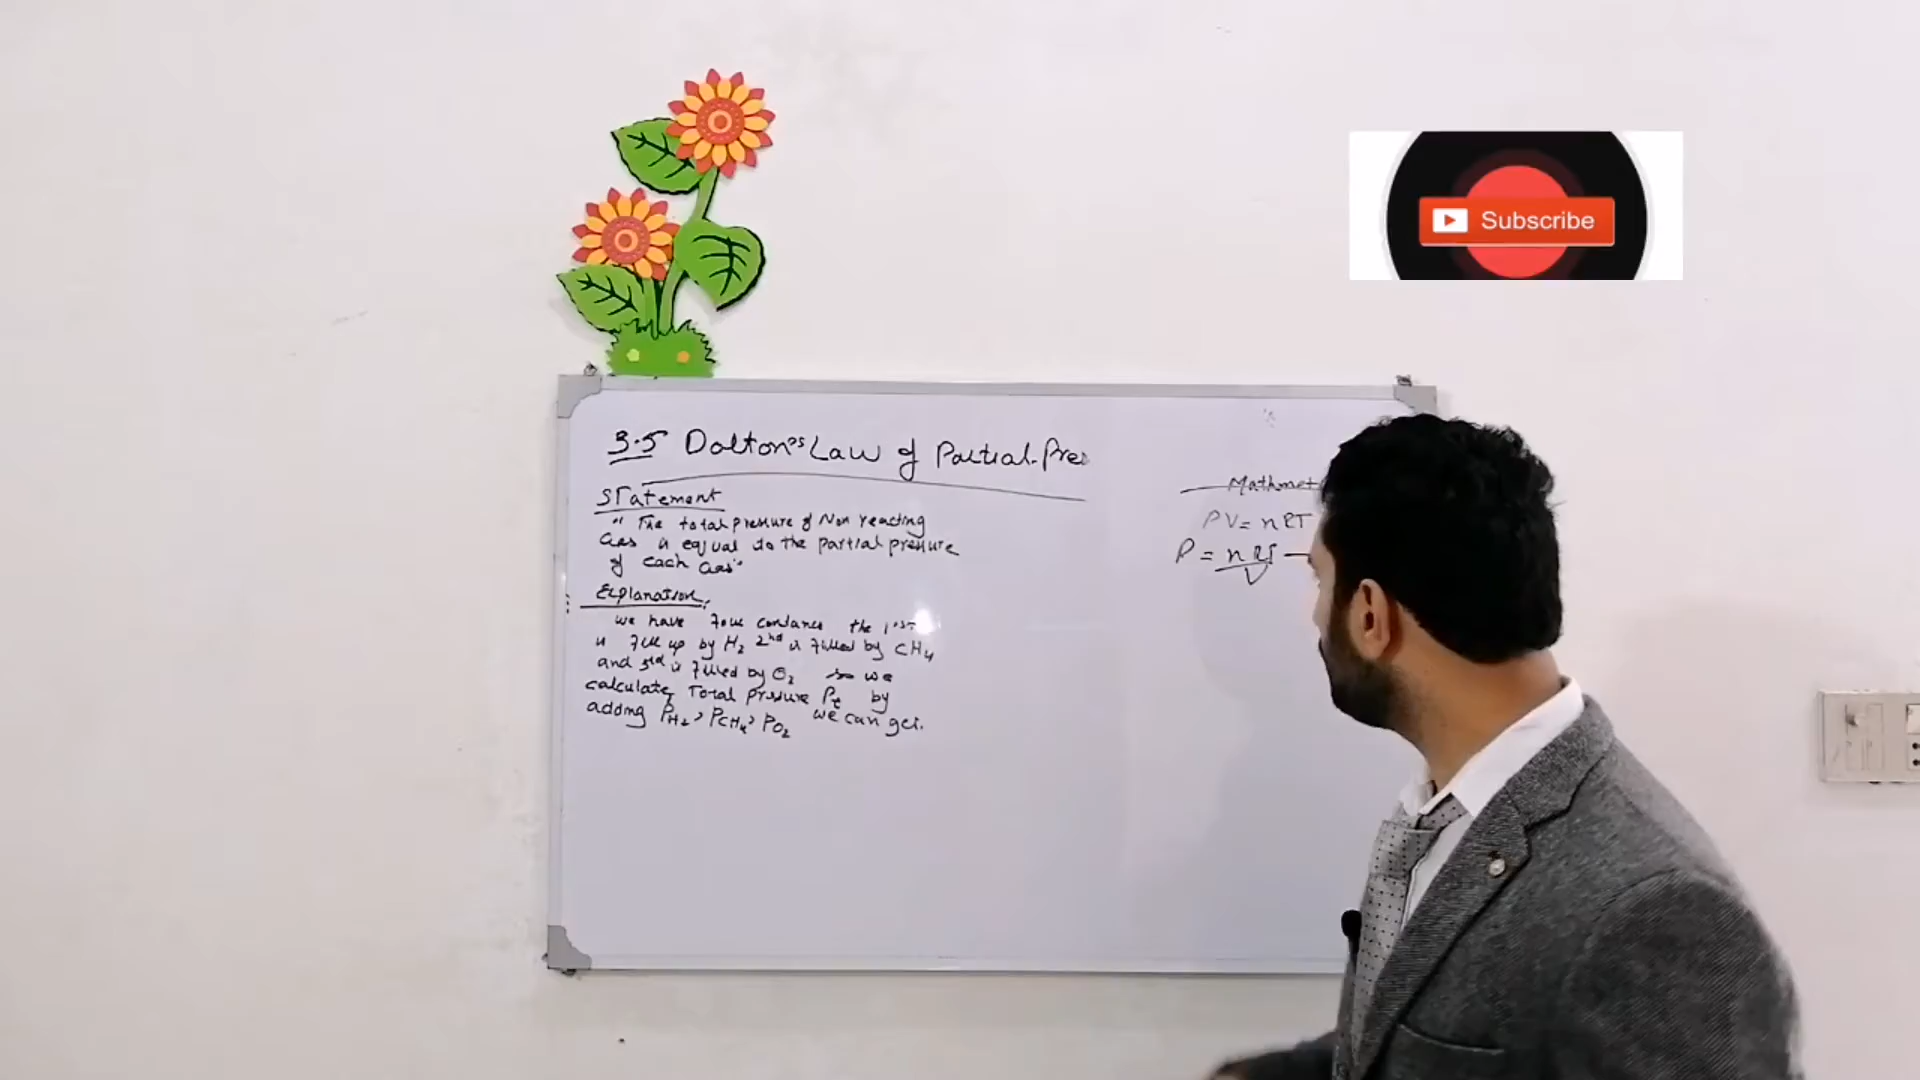 3.5 Dalton's Law of Partial-Pres
Statement
" The total pressure of Non reacting
Gas is equal to the partial pressure
of each Gas"
Explanation:
we have four the 1st
is fill up by H2 2nd is filled by CH4
and 3rd is filled by O2 so we
calculate Total pressure Pt by
adding PH2, PCH4, PO2 we can get.
Mathmet
PV = nRT
P = nRT
V
Subscribe